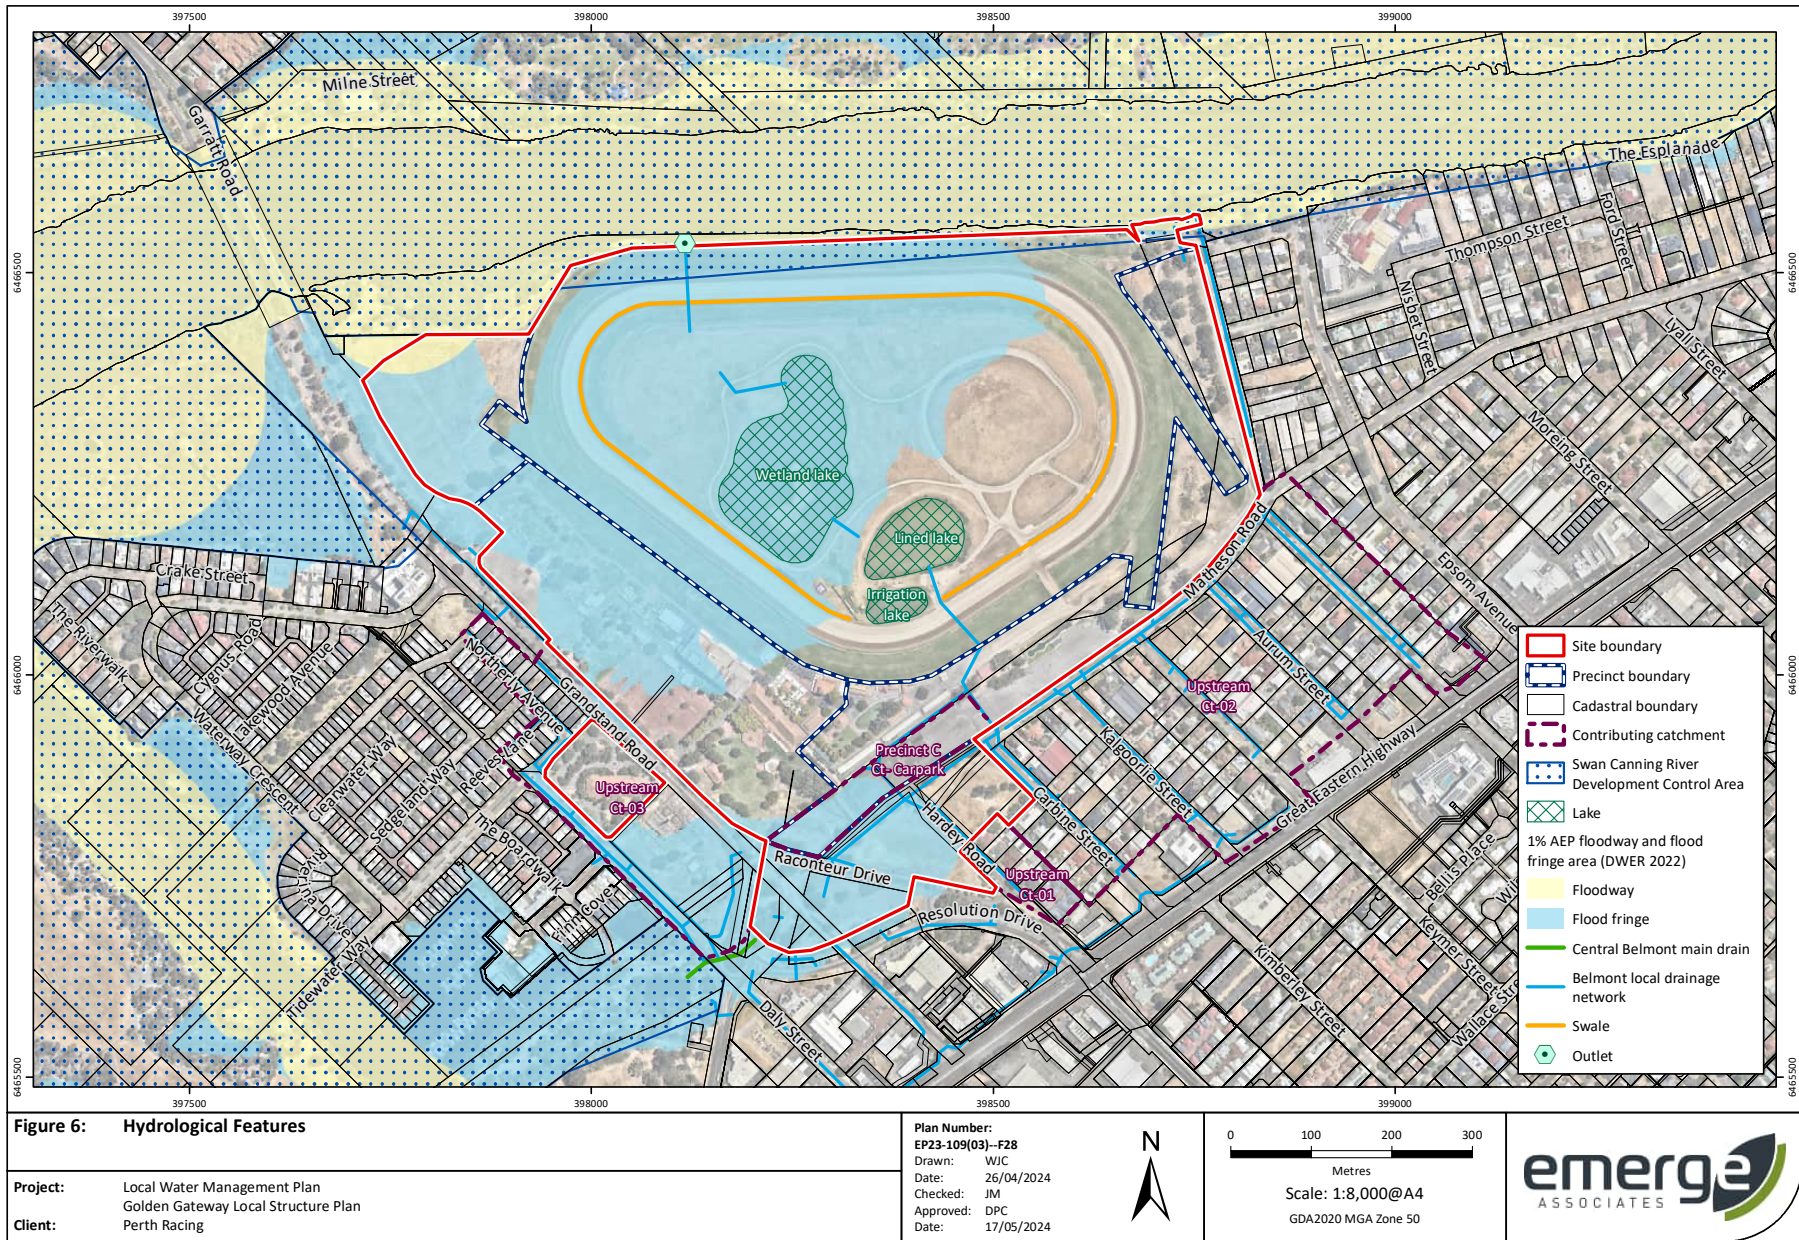 397500
398000
398500
399000
6466500
6466500
6466000
6466000
6465500
6465500
Milne Street
Garratt Road
The Esplanade
Thompson Street
Ford Street
Nisbet Street
Lyall Street
Moreing Street
Epsom Avenue
Matheson Road
Aurum Street
Kalgoorlie Street
Great Eastern Highway
Carbine Street
Hardey Road
Raconteur Drive
Resolution Drive
Grandstand Road
Northerly Avenue
Reeves Lane
Crake Street
The Riverwalk
Cygnus Road
Lakewood Avenue
Waterway Crescent
Clearwater Way
Sedgeland Way
The Boardwalk
Tidewater Way
Daly Street
Kimberley Street
Keymer Street
Bellis Place
Wetland lake
Lined lake
Irrigation
lake
Upstream
Ct-02
Precinct C
Ct- Carpark
Upstream
Ct-03
Upstream
Ct-01
Site boundary
Precinct boundary
Cadastral boundary
Contributing catchment
Swan Canning River
Development Control Area
Lake
1% AEP floodway and flood
fringe area (DWER 2022)
Floodway
Flood fringe
Central Belmont main drain
Belmont local drainage
network
Swale
Outlet
397500
398000
398500
399000
Figure 6: Hydrological Features
Project: Local Water Management Plan
Golden Gateway Local Structure Plan
Client: Perth Racing
Plan Number:
EP23-109(03)--F28
Drawn: WJC
Date: 26/04/2024
Checked: JM
Approved: DPC
Date: 17/05/2024
N
0 100 200 300
Metres
Scale: 1:8,000@A4
GDA2020 MGA Zone 50
emerge
ASSOCIATES